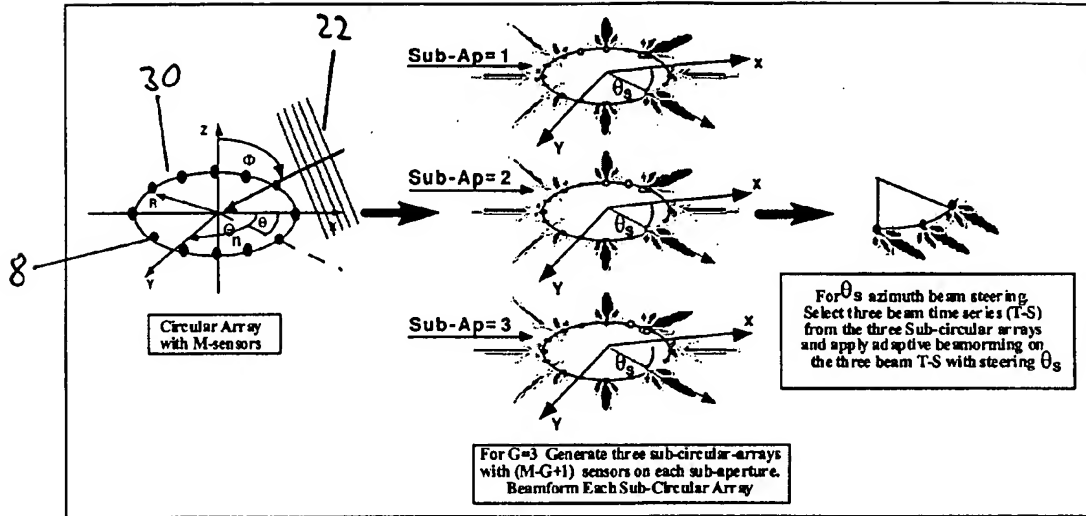 30
22
8
Z
Φ
R
Θn
θ
Y
Circular Array
with M-sensors
Sub-Ap=1
X
θs
Y
Sub-Ap=2
X
θs
Y
Sub-Ap=3
X
θs
Y
For G=3 Generate three sub-circular-arrays
with (M-G+1) sensors on each sub-aperture.
Beamform Each Sub-Circular Array
For θs azimuth beam steering.
Select three beam time series (T-S)
from the three Sub-circular arrays
and apply adaptive beamorming on
the three beam T-S with steering θs